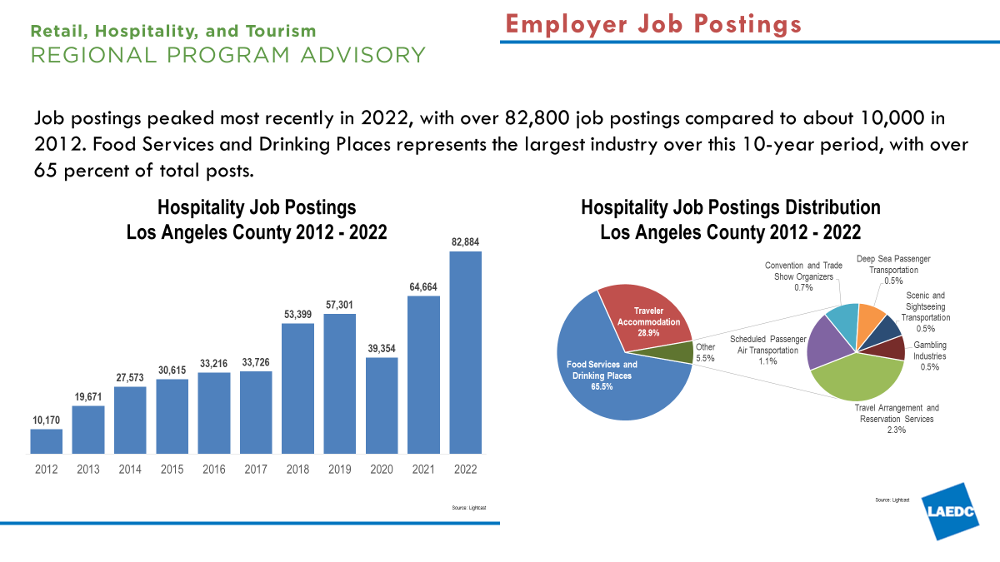 Retail, Hospitality, and Tourism
REGIONAL PROGRAM ADVISORY
Employer Job Postings
Job postings peaked most recently in 2022, with over 82,800 job postings compared to about 10,000 in
2012. Food Services and Drinking Places represents the largest industry over this 10-year period, with over
65 percent of total posts.
Hospitality Job Postings
Los Angeles County 2012 - 2022
10,170
19,671
27,573
30,615
33,216
33,726
53,399
57,301
39,354
64,664
82,884
2012 2013 2014 2015 2016 2017 2018 2019 2020 2021 2022
Source: Lightcast
Hospitality Job Postings Distribution
Los Angeles County 2012 - 2022
Traveler
Accommodation
28.9%
Food Services and
Drinking Places
65.5%
Other
5.5%
Convention and Trade
Show Organizers
0.7%
Deep Sea Passenger
Transportation
0.5%
Scenic and
Sightseeing
Transportation
0.5%
Gambling
Industries
0.5%
Scheduled Passenger
Air Transportation
1.1%
Travel Arrangement and
Reservation Services
2.3%
Source: Lightcast
LAEDC